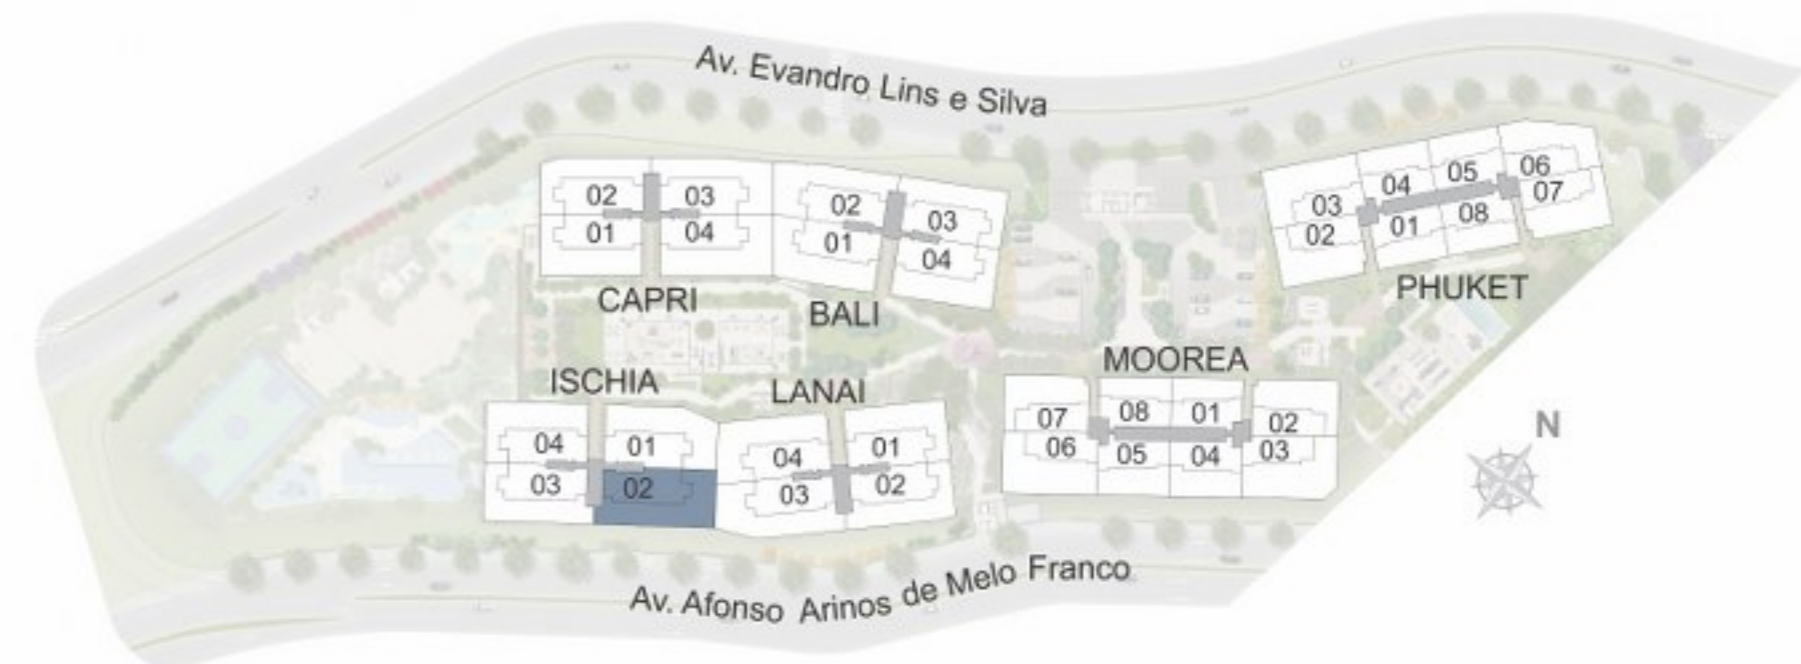 Av. Evandro Lins e Silva
02 03
01 04
CAPRI
02 03
01 04
BALI
03 04 05 06
02 01 08 07
PHUKET
ISCHIA
04 01
03 02
LANAI
04 01
03 02
MOOREA
07 08 01 02
06 05 04 03
N
Av. Afonso Arinos de Melo Franco